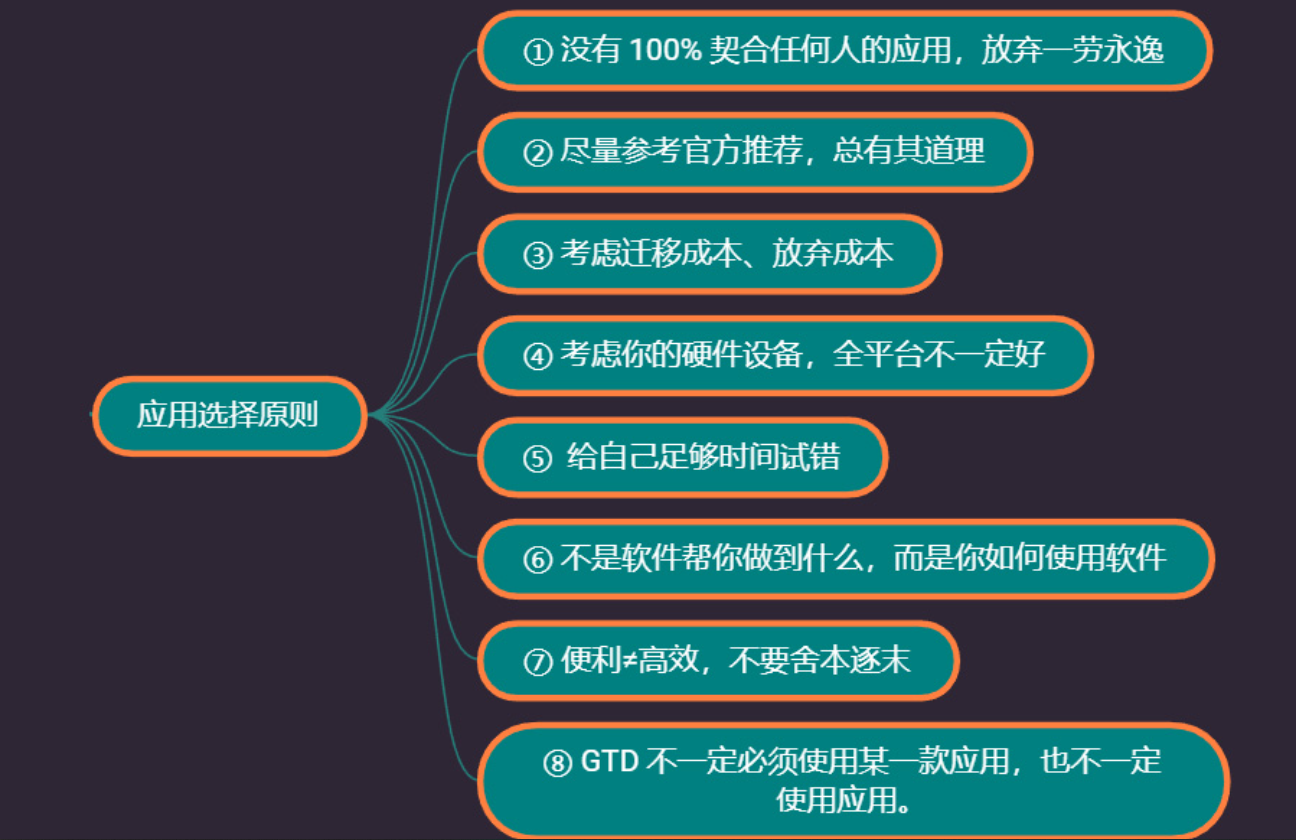 ① 没有 100% 契合任何人的应用，放弃一劳永逸
② 尽量参考官方推荐，总有其道理
③ 考虑迁移成本、放弃成本
④ 考虑你的硬件设备，全平台不一定好
应用选择原则
⑤ 给自己足够时间试错
⑥ 不是软件帮你做到什么，而是你如何使用软件
⑦ 便利≠高效，不要舍本逐末
⑧ GTD 不一定必须使用某一款应用，也不一定
使用应用。